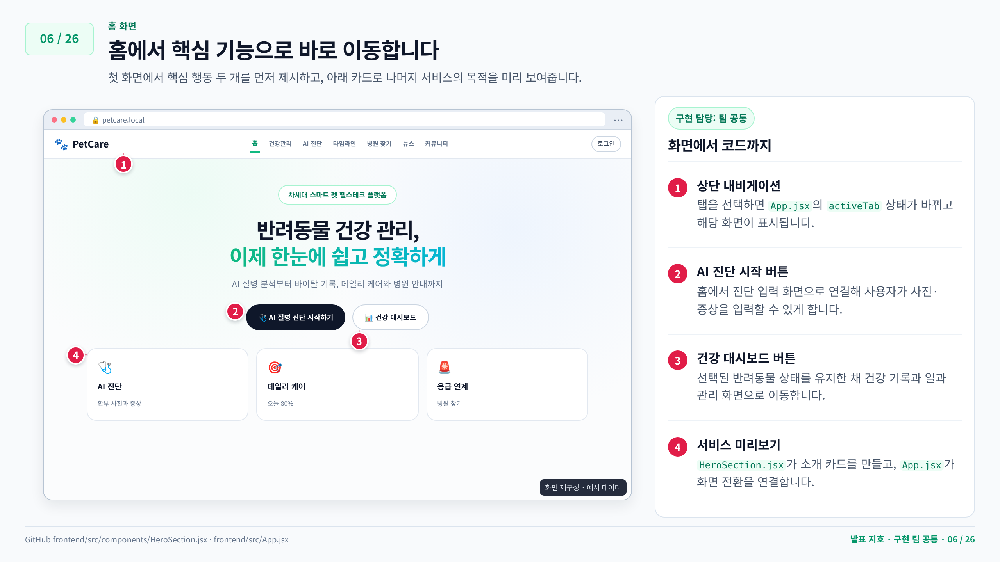 06 / 26
홈 화면
홈에서 핵심 기능으로 바로 이동합니다
첫 화면에서 핵심 행동 두 개를 먼저 제시하고, 아래 카드로 나머지 서비스의 목적을 미리 보여줍니다.
petcare.local
PetCare
홈 건강관리 AI 진단 타임라인 병원 찾기 뉴스 커뮤니티
로그인
1
차세대 스마트 펫 헬스테크 플랫폼
반려동물 건강 관리,
이제 한눈에 쉽고 정확하게
AI 질병 분석부터 바이탈 기록, 데일리 케어와 병원 안내까지
2
AI 질병 진단 시작하기
건강 대시보드
3
4
AI 진단
환부 사진과 증상
데일리 케어
오늘 80%
응급 연계
병원 찾기
화면 재구성 · 예시 데이터
구현 담당: 팀 공통
화면에서 코드까지
1
상단 내비게이션
탭을 선택하면 App.jsx의 activeTab 상태가 바뀌고
해당 화면이 표시됩니다.
2
AI 진단 시작 버튼
홈에서 진단 입력 화면으로 연결해 사용자가 사진·
증상을 입력할 수 있게 합니다.
3
건강 대시보드 버튼
선택된 반려동물 상태를 유지한 채 건강 기록과 일과
관리 화면으로 이동합니다.
4
서비스 미리보기
HeroSection.jsx가 소개 카드를 만들고, App.jsx가
화면 전환을 연결합니다.
GitHub frontend/src/components/HeroSection.jsx · frontend/src/App.jsx
발표 지호 · 구현 팀 공통 · 06 / 26